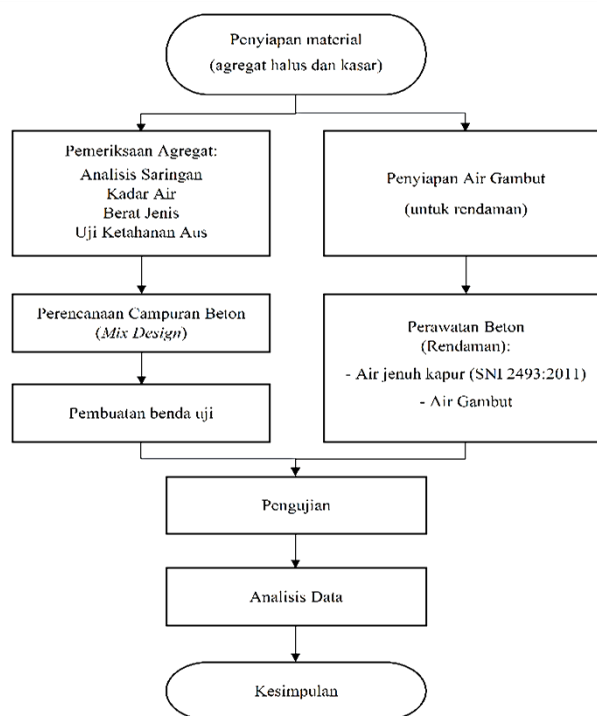 Penyiapan material
(agregat halus dan kasar)
Pemeriksaan Agregat:
Analisis Saringan
Kadar Air
Berat Jenis
Uji Ketahanan Aus
Penyiapan Air Gambut
(untuk rendaman)
Perencanaan Campuran Beton
(Mix Design)
Perawatan Beton
(Rendaman):
- Air jenuh kapur (SNI 2493:2011)
- Air Gambut
Pembuatan benda uji
Pengujian
Analisis Data
Kesimpulan